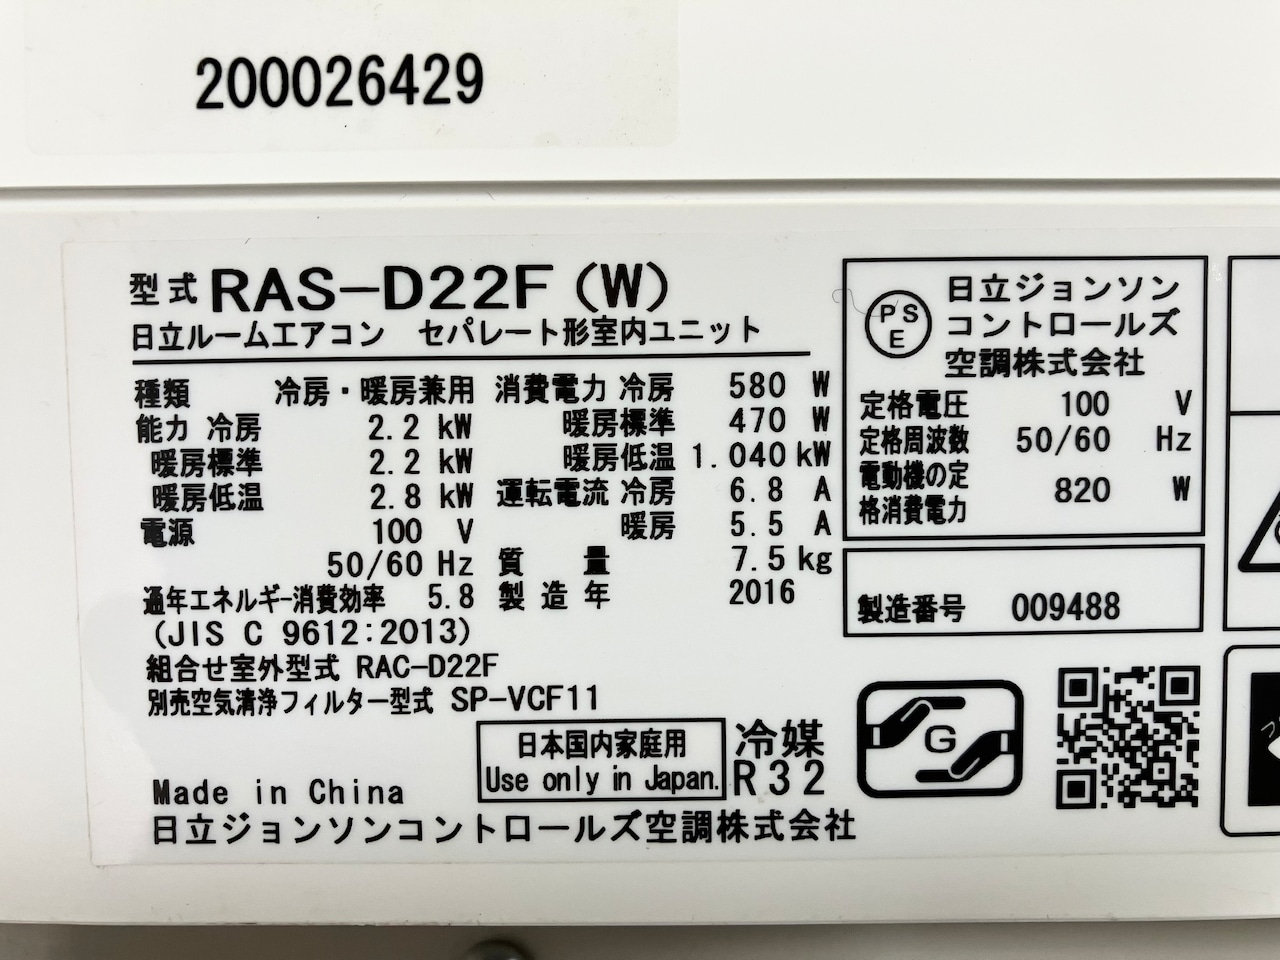 200026429
型式 RAS-D22F (W)
日立ルームエアコン セパレート形室内ユニット
種類 冷房・暖房兼用
能力 冷房 2.2 kW
暖房標準 2.2 kW
暖房低温 2.8 kW
電源 100 V
50/60 Hz
通年エネルギー消費効率 5.8
(JIS C 9612:2013)
組合せ室外型式 RAC-D22F
別売空気清浄フィルター型式 SP-VCF11
消費電力 冷房 580 W
暖房標準 470 W
暖房低温 1.040 kW
運転電流 冷房 6.8 A
暖房 5.5 A
質量 7.5 kg
製造年 2016
日本国内家庭用
Use only in Japan.
冷媒
R32
Made in China
日立ジョンソンコントロールズ空調株式会社
PS
E
日立ジョンソン
コントロールズ
空調株式会社
定格電圧 100 V
定格周波数 50/60 Hz
電動機の定
格消費電力 820 W
製造番号 009488
G